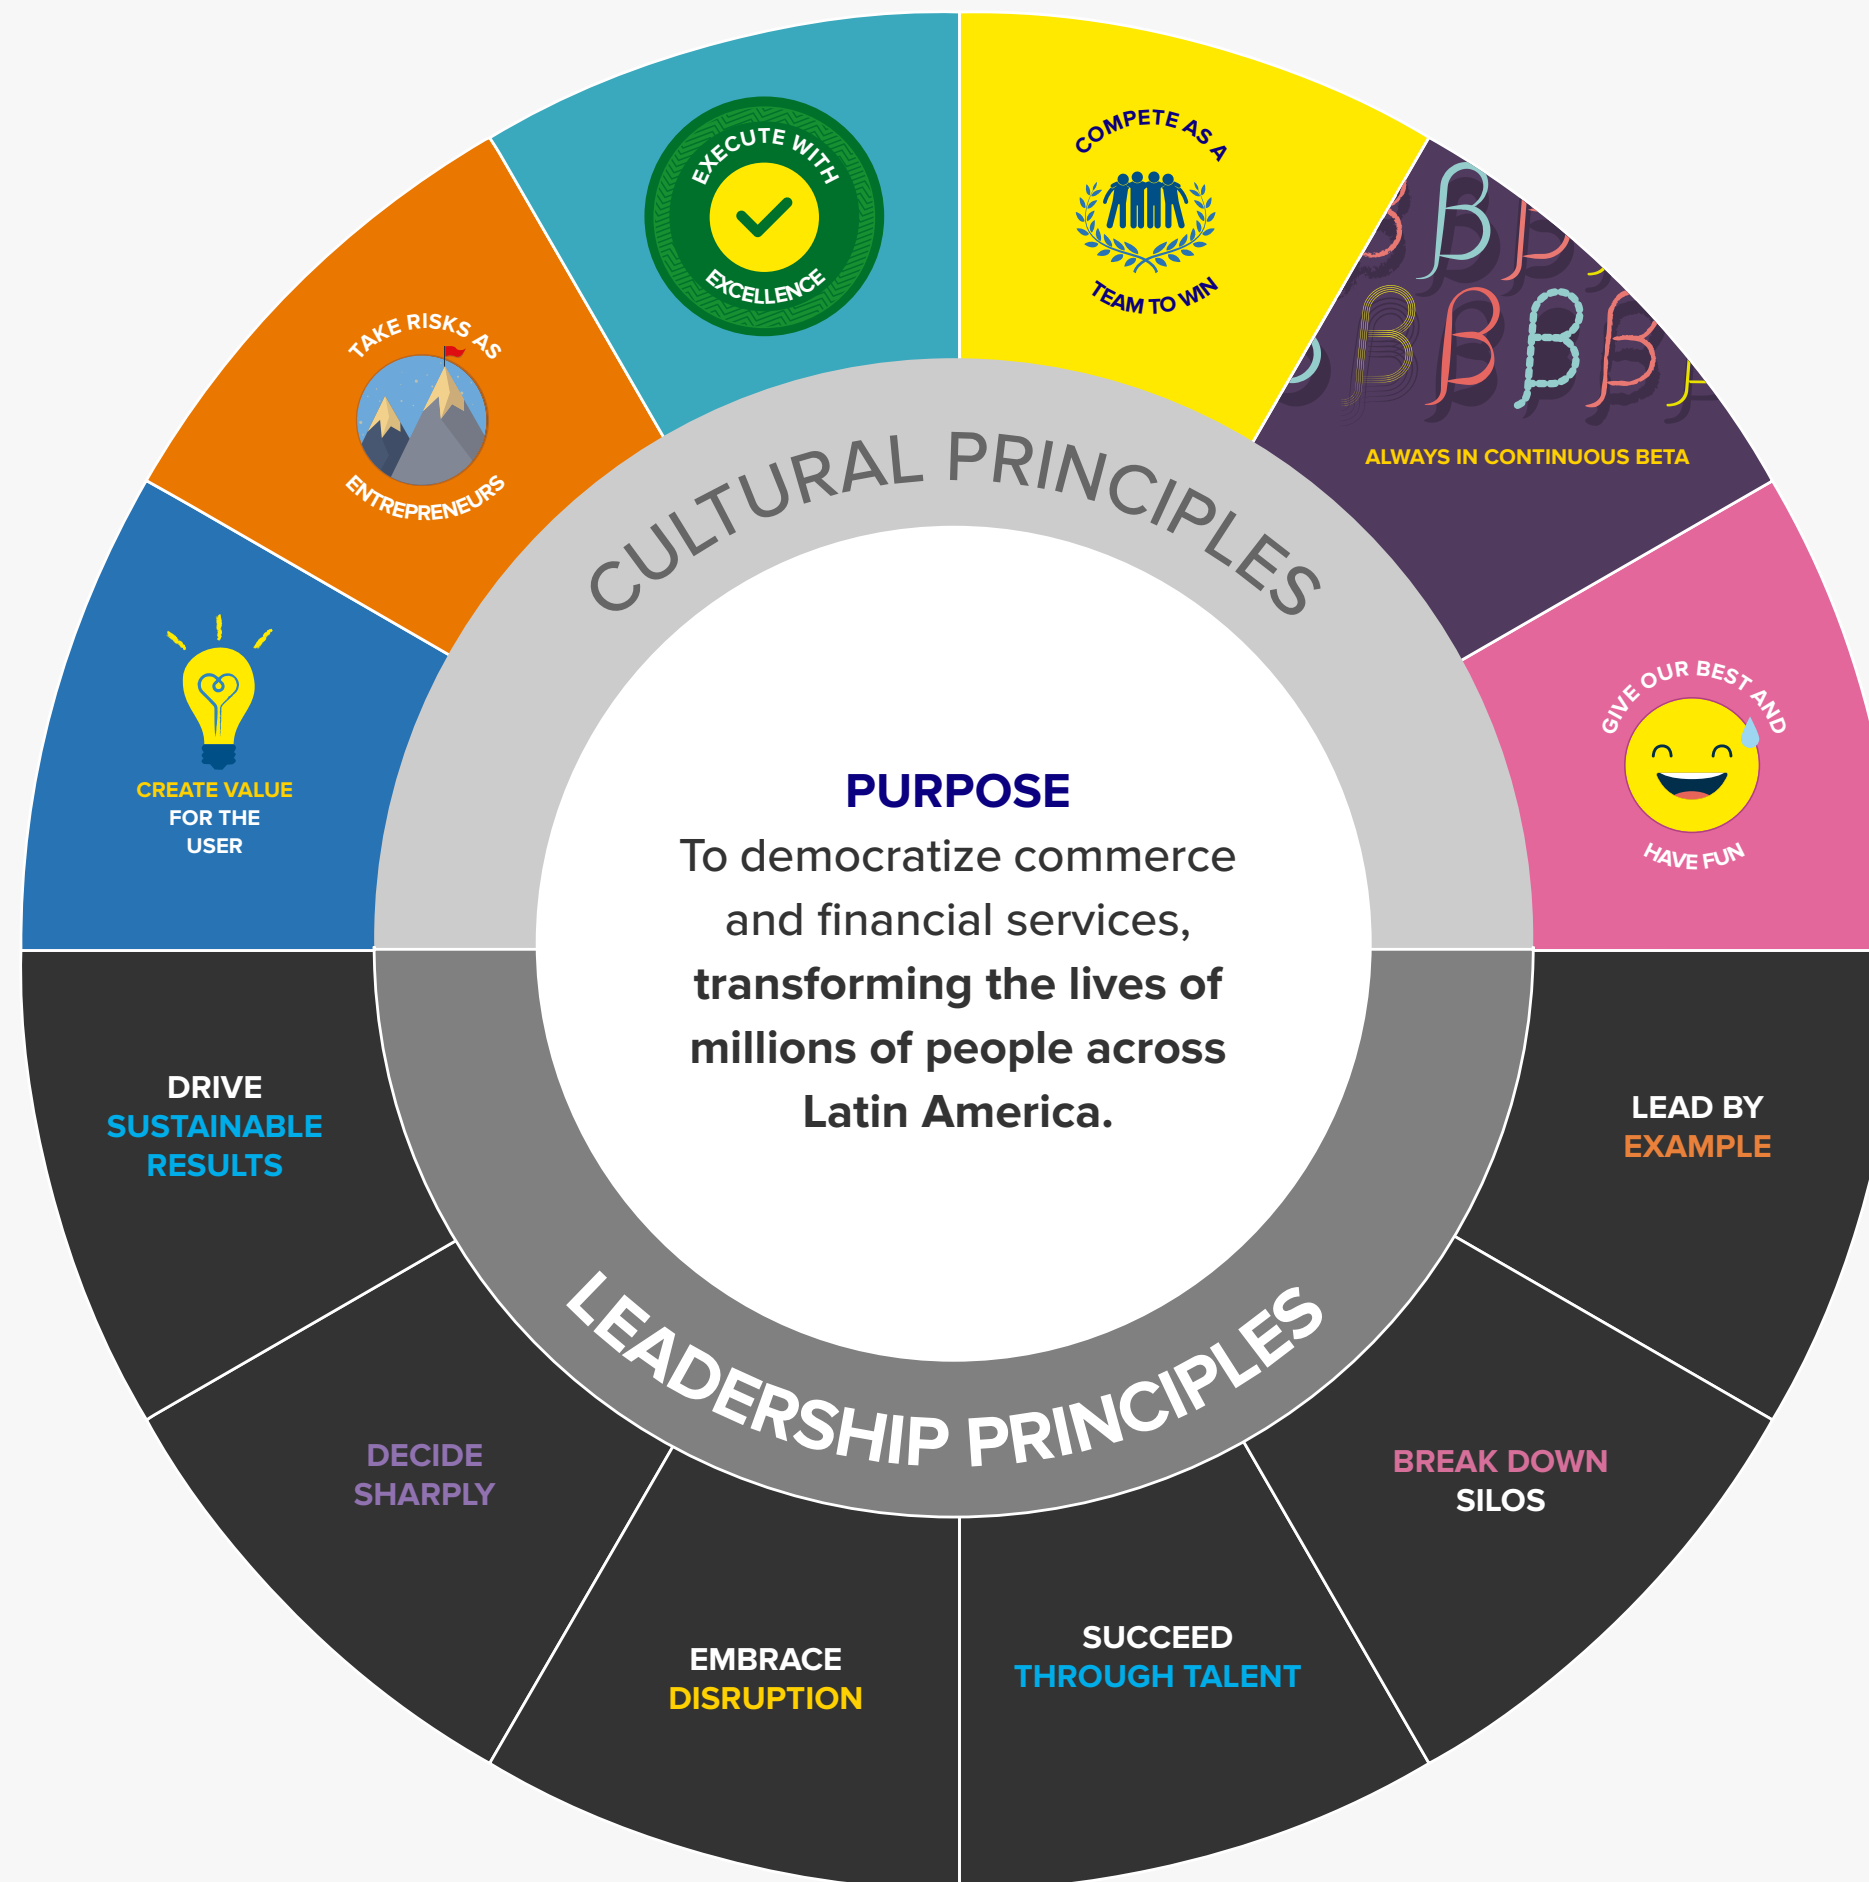 EXECUTE WITH
EXCELLENCE
COMPETE AS A
TEAM TO WIN
TAKE RISKS AS
ENTREPRENEURS
ALWAYS IN CONTINUOUS BETA
CREATE VALUE
FOR THE
USER
GIVE OUR BEST AND
HAVE FUN
CULTURAL PRINCIPLES
PURPOSE
To democratize commerce
and financial services,
transforming the lives of
millions of people across
Latin America.
LEADERSHIP PRINCIPLES
DRIVE
SUSTAINABLE
RESULTS
DECIDE
SHARPLY
EMBRACE
DISRUPTION
SUCCEED
THROUGH TALENT
BREAK DOWN
SILOS
LEAD BY
EXAMPLE